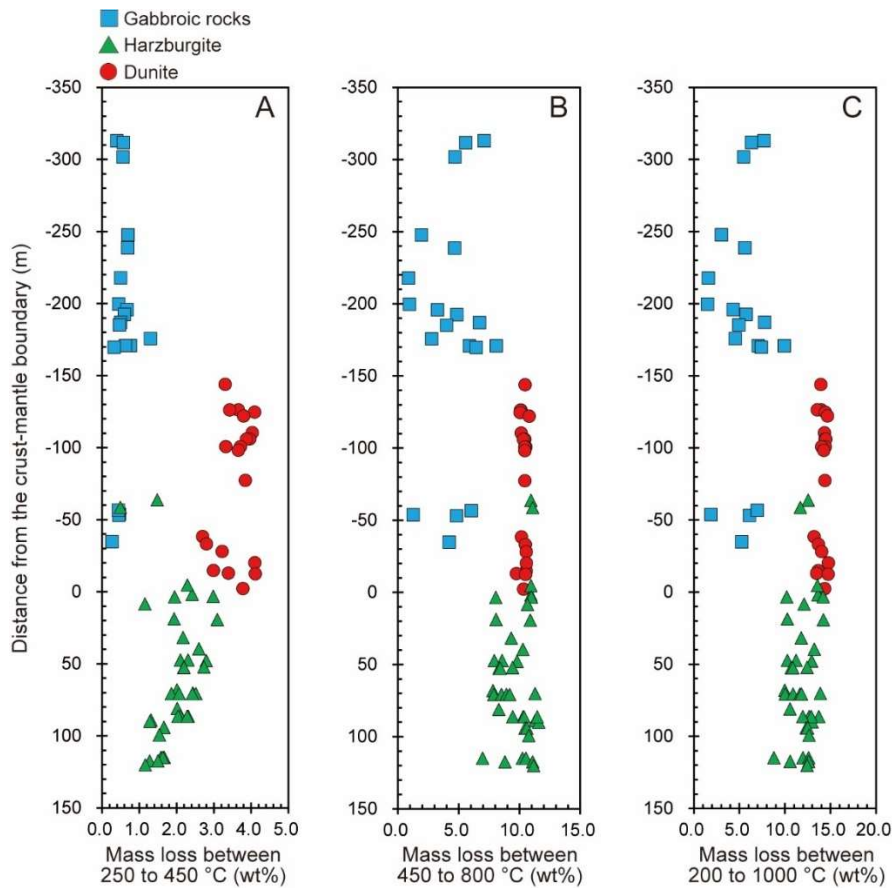 Gabbroic rocks
Harzburgite
Dunite
A
B
C
-350
-300
-250
-200
-150
-100
-50
0
50
100
150
-350
-300
-250
-200
-150
-100
-50
0
50
100
150
-350
-300
-250
-200
-150
-100
-50
0
50
100
150
Distance from the crust-mantle boundary (m)
0.0 1.0 2.0 3.0 4.0 5.0
0.0 5.0 10.0 15.0
0.0 5.0 10.0 15.0 20.0
Mass loss between
250 to 450 °C (wt%)
Mass loss between
450 to 800 °C (wt%)
Mass loss between
200 to 1000 °C (wt%)